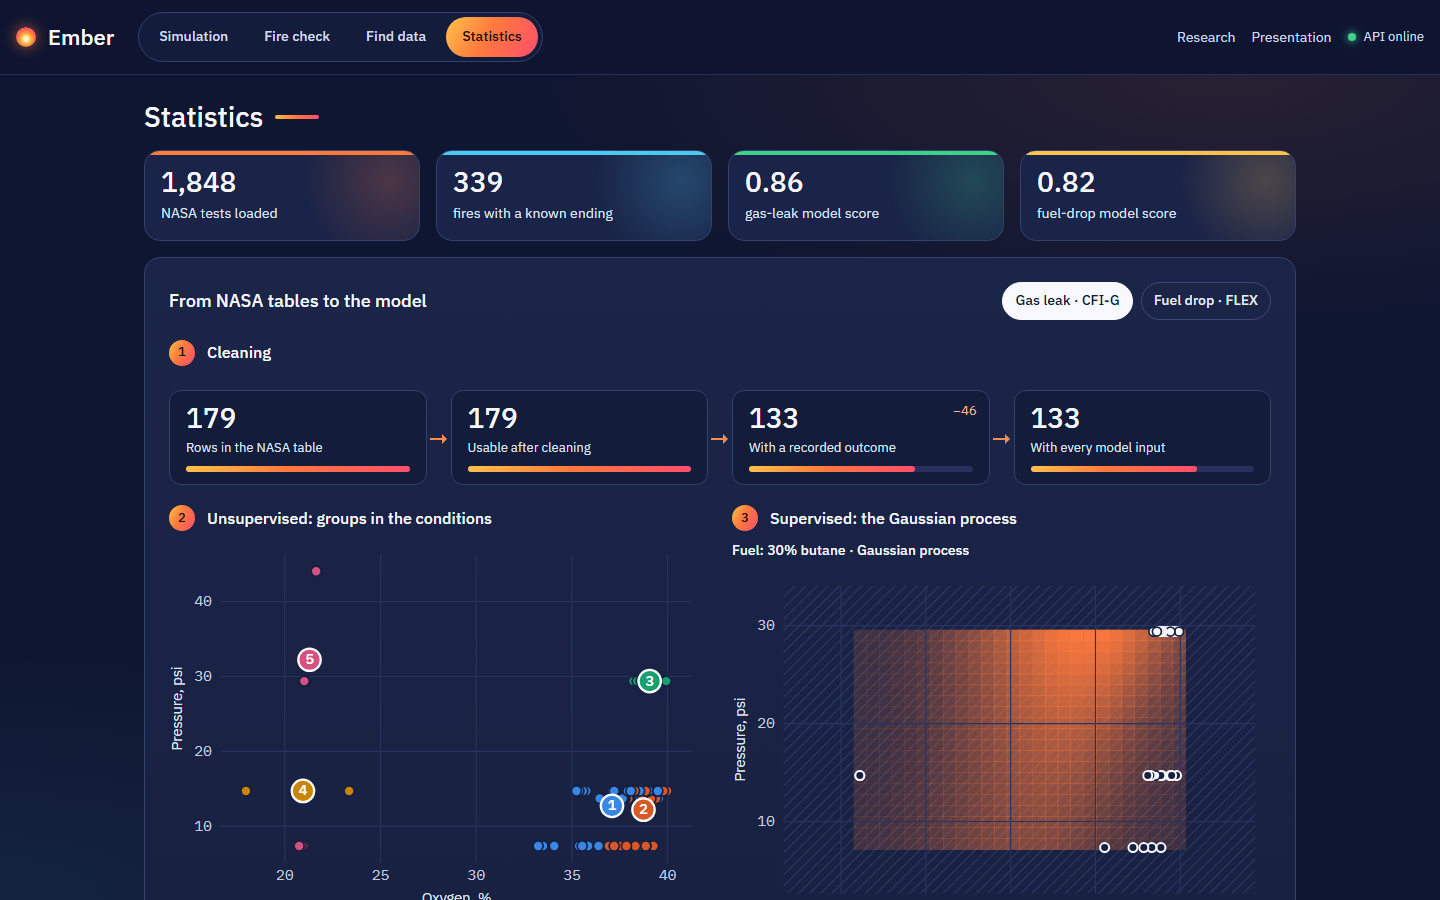 Ember
Simulation Fire check Find data Statistics
Research Presentation API online
Statistics
1,848
NASA tests loaded
339
fires with a known ending
0.86
gas-leak model score
0.82
fuel-drop model score
From NASA tables to the model
Gas leak · CFI-G Fuel drop · FLEX
1 Cleaning
179
Rows in the NASA table
179
Usable after cleaning
133 −46
With a recorded outcome
133
With every model input
2 Unsupervised: groups in the conditions
40
30
20
10
Pressure, psi
5
3
4
1
2
20 25 30 35 40
Oxygen, %
3 Supervised: the Gaussian process
Fuel: 30% butane · Gaussian process
30
20
10
Pressure, psi